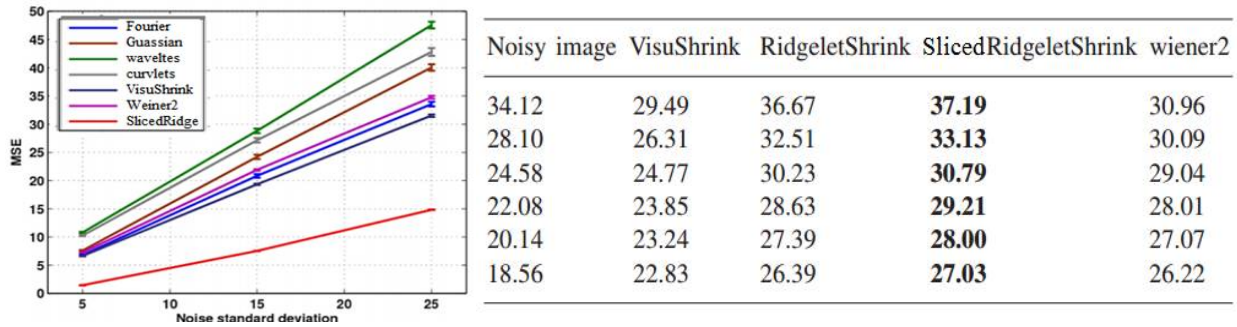 50
45
40
35
30
25
20
15
10
5
0
MSE
Fourier
Guassian
waveltes
curvlets
VisuShrink
Weiner2
SlicedRidge
5 10 15 20 25
Noise standard deviation
Noisy image VisuShrink RidgeletShrink SlicedRidgeletShrink wiener2
34.12 29.49 36.67 37.19 30.96
28.10 26.31 32.51 33.13 30.09
24.58 24.77 30.23 30.79 29.04
22.08 23.85 28.63 29.21 28.01
20.14 23.24 27.39 28.00 27.07
18.56 22.83 26.39 27.03 26.22